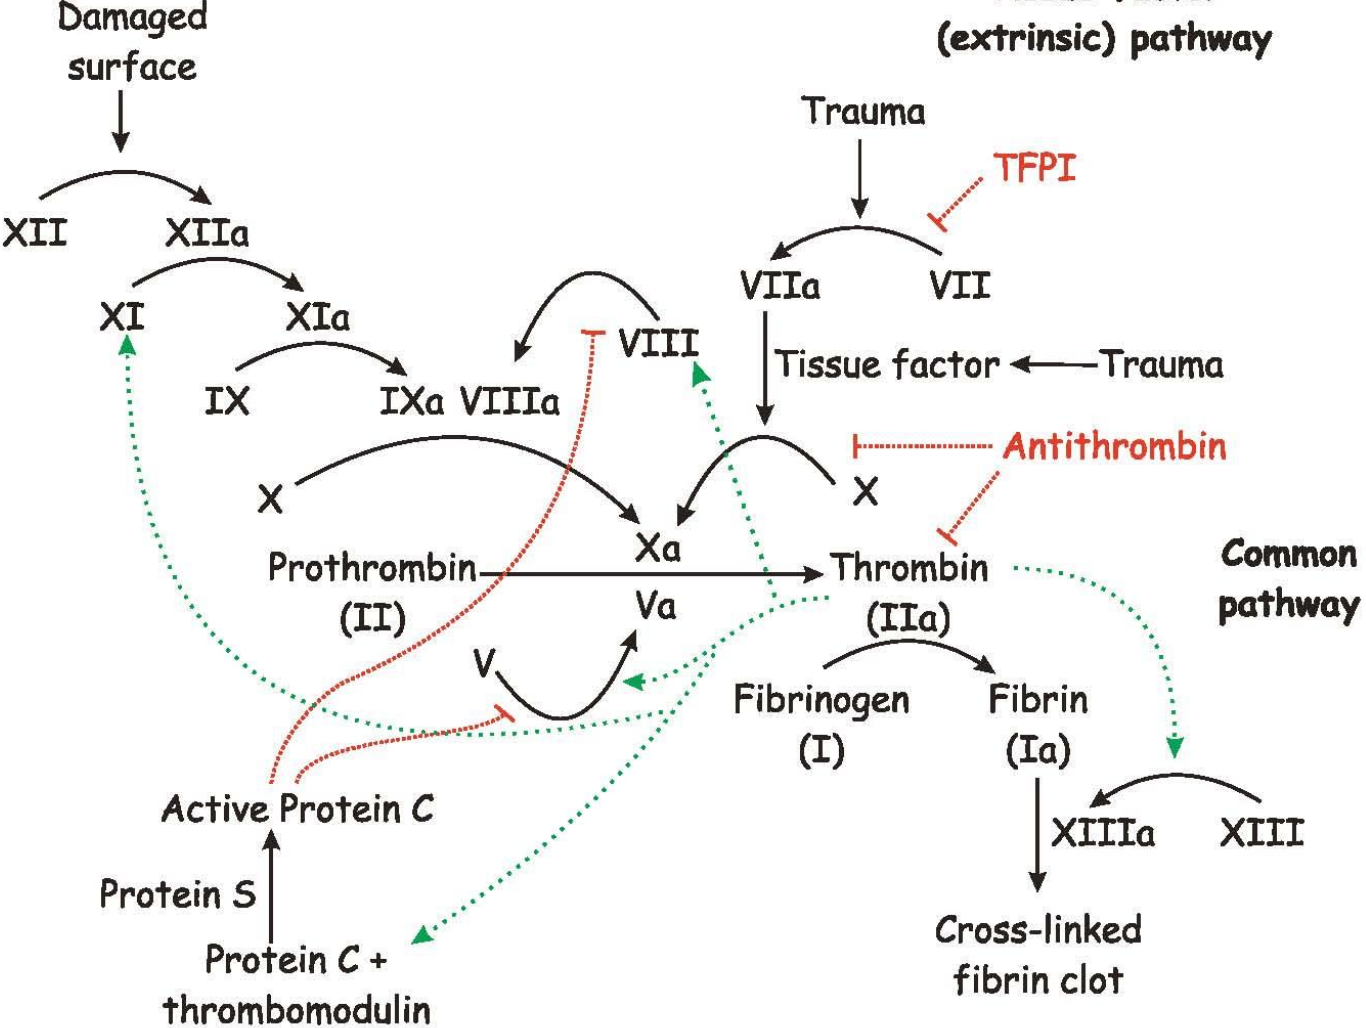 Damaged
surface
(extrinsic) pathway
Trauma
TFPI
XII
XIIa
VIIa
VII
XI
XIa
VIII
Tissue factor
Trauma
IX
IXa
VIIIa
Antithrombin
X
X
Xa
Prothrombin
(II)
Thrombin
(IIa)
Common
pathway
Va
V
Fibrinogen
(I)
Fibrin
(Ia)
Active Protein C
XIIIa
XIII
Protein S
Cross-linked
fibrin clot
Protein C +
thrombomodulin